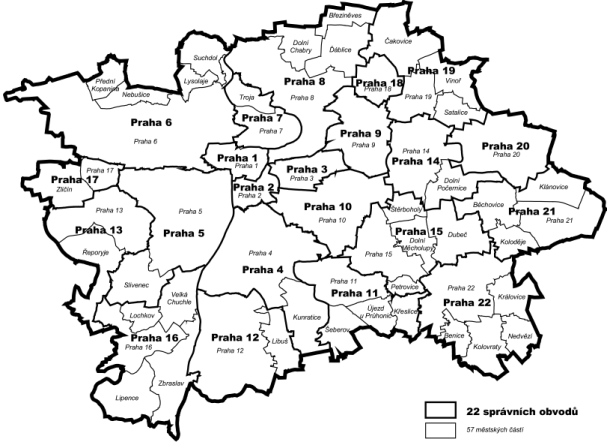 Březiněves
Dolní
Chabry
Ďáblice
Čakovice
Suchdol
Lysolaje
Přední
Kopanina
Nebušice
Praha 8
Praha 8
Praha 18
Praha 18
Praha 19
Praha 19
Vinoř
Satalice
Troja
Praha 7
Praha 7
Praha 6
Praha 6
Praha 9
Praha 9
Praha 14
Praha 14
Praha 20
Praha 20
Praha 1
Praha 1
Praha 3
Praha 3
Praha 2
Praha 2
Praha 17
Praha 17
Zličín
Dolní
Počernice
Klánovice
Běchovice
Praha 21
Praha 21
Koloděje
Praha 13
Praha 13
Řeporyje
Praha 5
Praha 5
Praha 10
Praha 10
Štěrboholy
Praha 15
Praha 15
Dolní
Měcholupy
Dubeč
Petrovice
Praha 4
Praha 4
Slivenec
Velká
Chuchle
Lochkov
Praha 16
Praha 16
Zbraslav
Lipence
Praha 12
Praha 12
Libuš
Kunratice
Praha 11
Praha 11
Šeberov
Újezd
u Průhonic
Křeslice
Praha 22
Praha 22
Královice
Benice
Kolovraty
Nedvězí
22 správních obvodů
57 městských částí